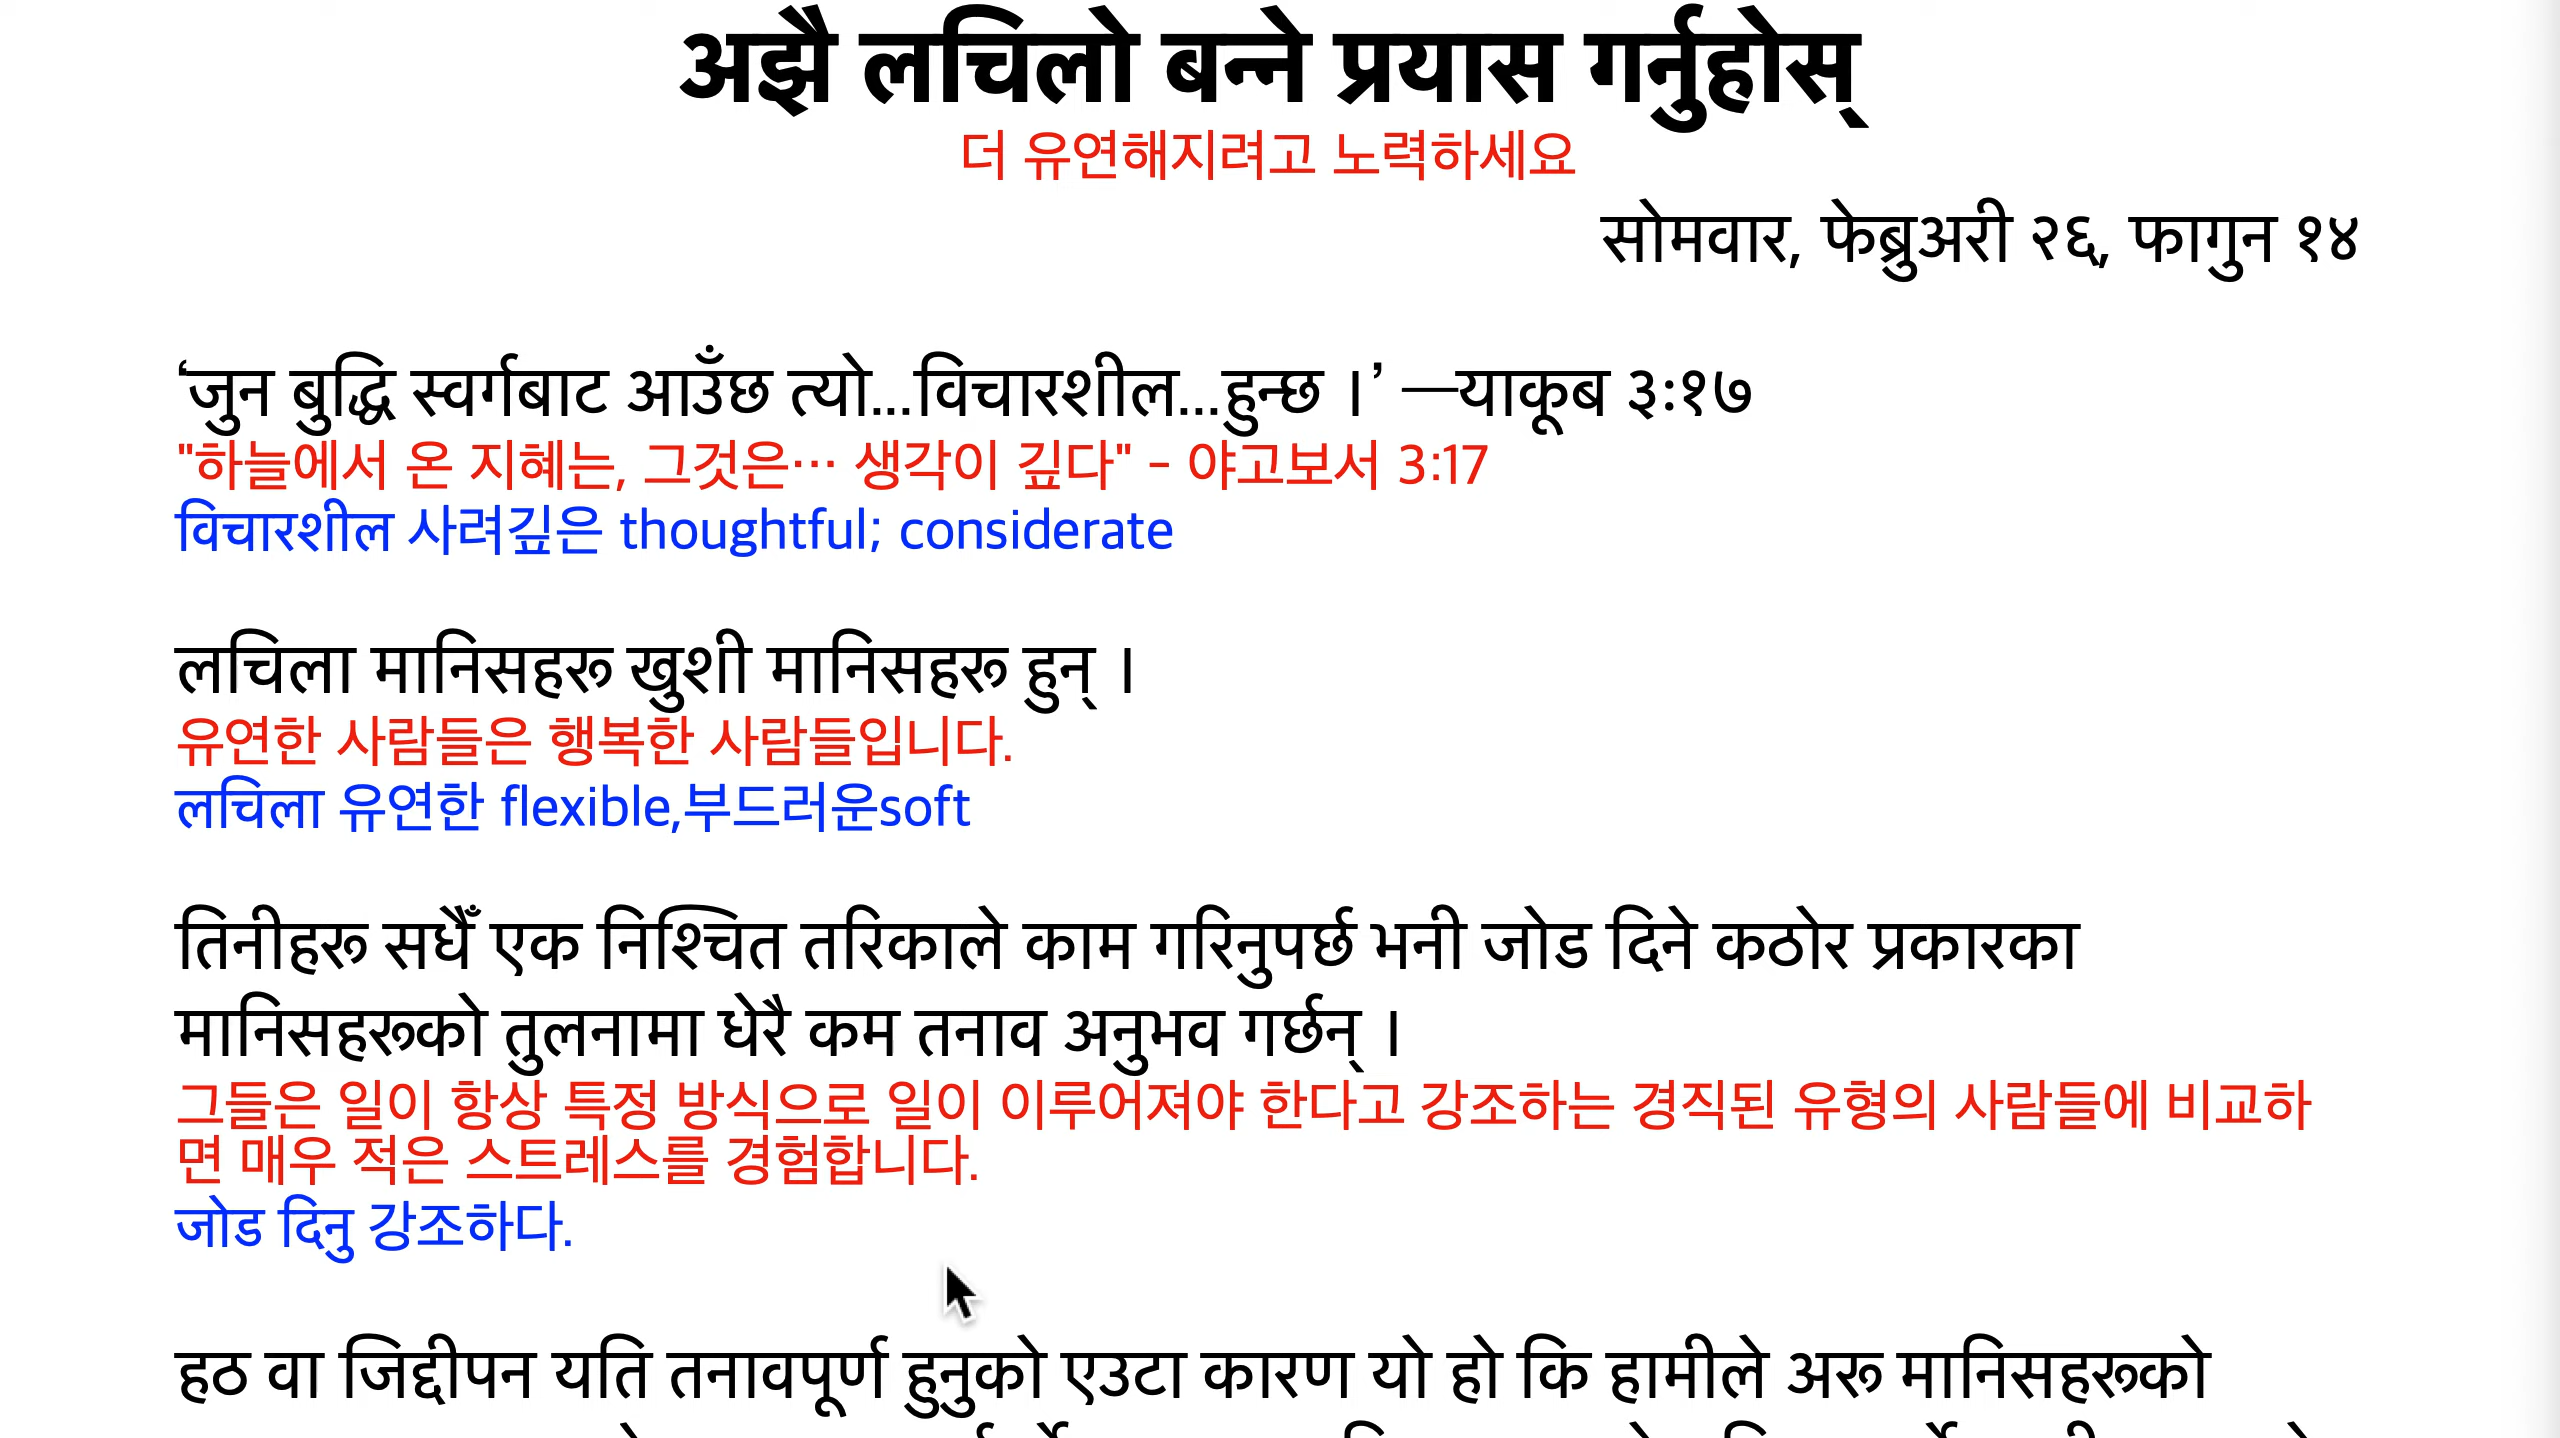 अझै लचिलो बन्ने प्रयास गर्नुहोस्
더 유연해지려고 노력하세요
सोमवार, फेब्रुअरी २६, फागुन १४
‘जुन बुद्धि स्वर्गबाट आउँछ त्यो...विचारशील...हुन्छ ।’ —याकूब ३:१७
"하늘에서 온 지혜는, 그것은… 생각이 깊다" - 야고보서 3:17
विचारशील 사려깊은 thoughtful; considerate
लचिला मानिसहरू खुशी मानिसहरू हुन् ।
유연한 사람들은 행복한 사람들입니다.
लचिला 유연한 flexible,부드러운soft
तिनीहरू सधैँ एक निश्चित तरिकाले काम गरिनुपर्छ भनी जोड दिने कठोर प्रकारका
मानिसहरूको तुलनामा धेरै कम तनाव अनुभव गर्छन् ।
그들은 일이 항상 특정 방식으로 일이 이루어져야 한다고 강조하는 경직된 유형의 사람들에 비교하
면 매우 적은 스트레스를 경험합니다.
जोड दिनु 강조하다.
हठ वा जिद्दीपन यति तनावपूर्ण हुनुको एउटा कारण यो हो कि हामीले अरू मानिसहरूको